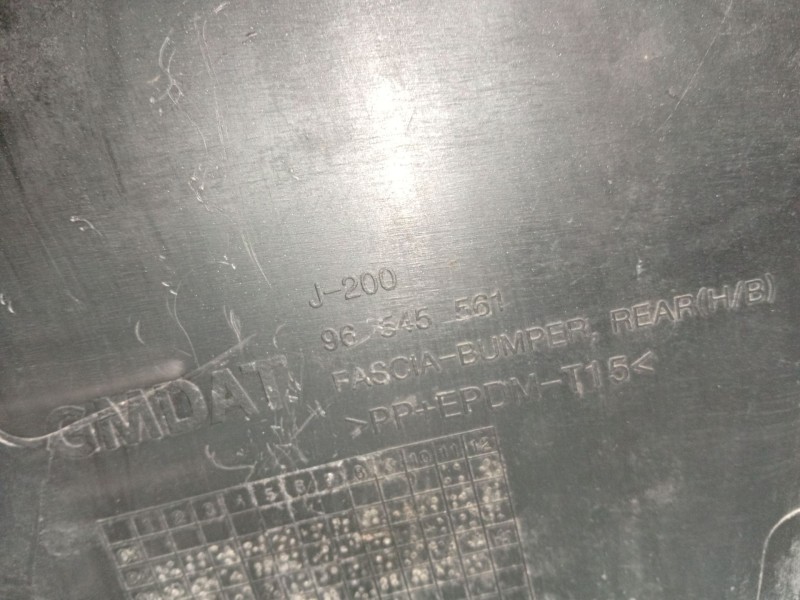 J-200
96 545 561
FASCIA-BUMPER, REAR(H/B)
GMDAT
>PP+EPDM-T15<
1 2 3 4 5 6 7 8 9 10 11 12